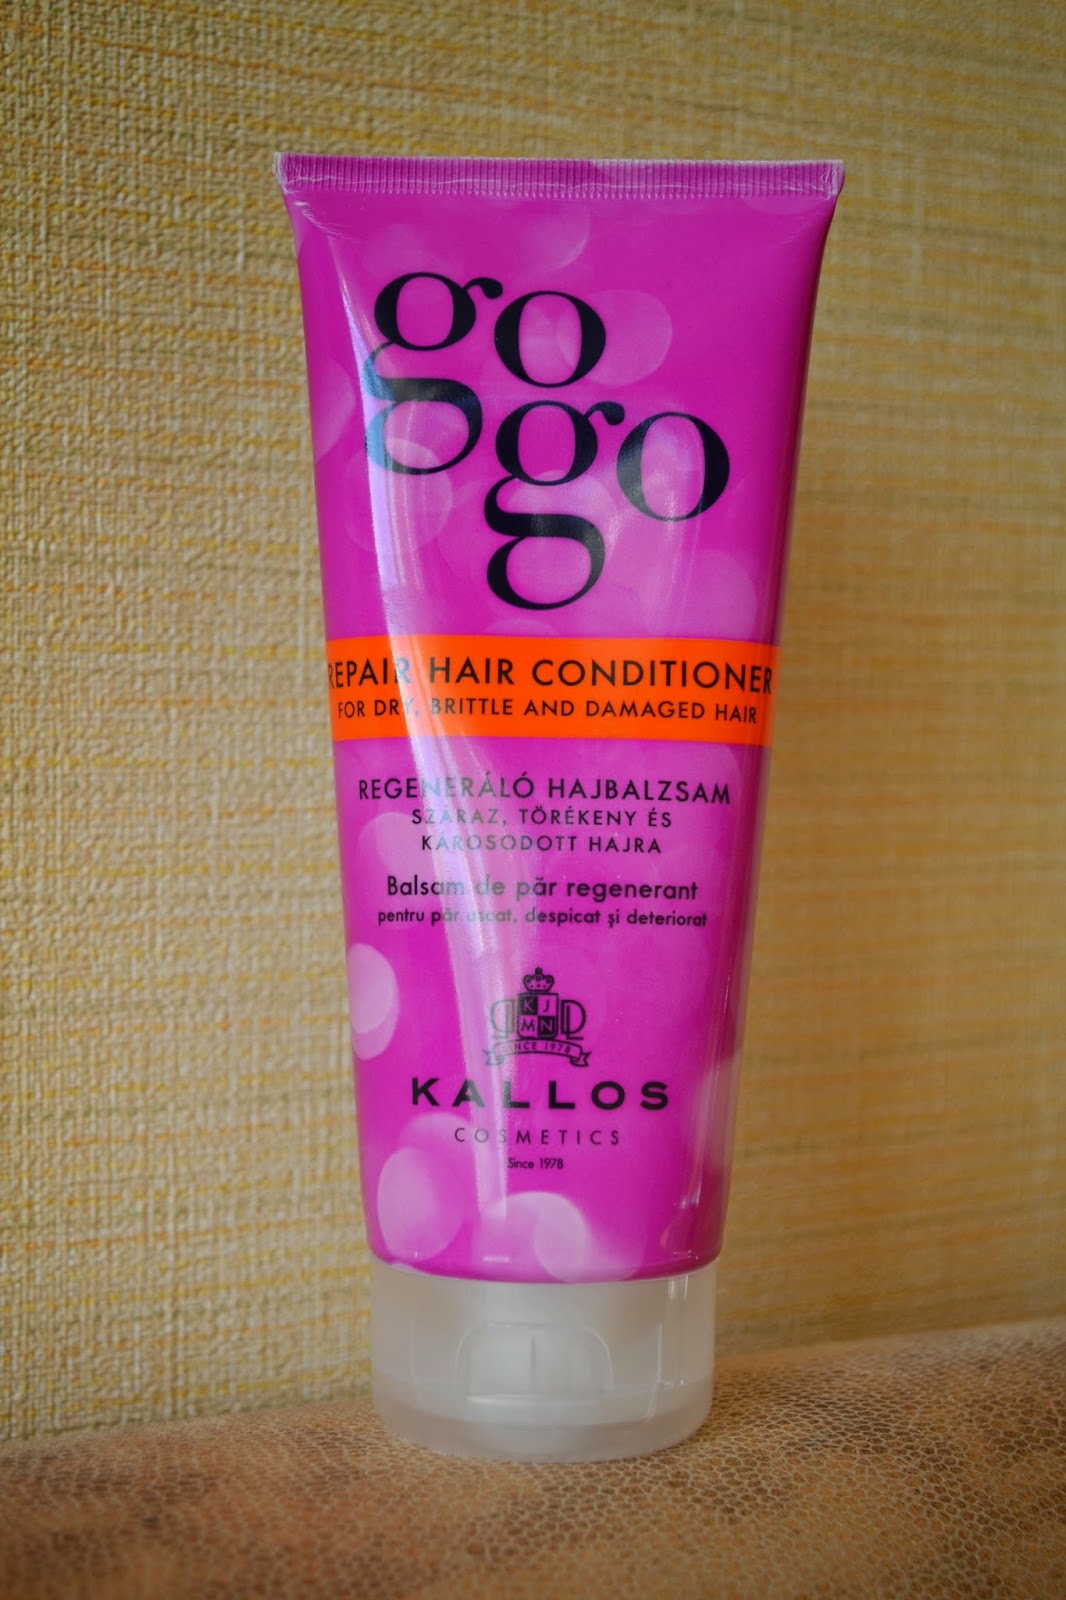 go
go
REPAIR HAIR CONDITIONER
FOR DRY, BRITTLE AND DAMAGED HAIR
REGENERÁLÓ HAJBALZSAM
SZÁRAZ, TÖRÉKENY ÉS
KÁROSODOTT HAJRA
Balsam de păr regenerant
pentru păr uscat, despicat şi deteriorat
KJ
MN
SINCE 1978
KALLOS
COSMETICS
Since 1978